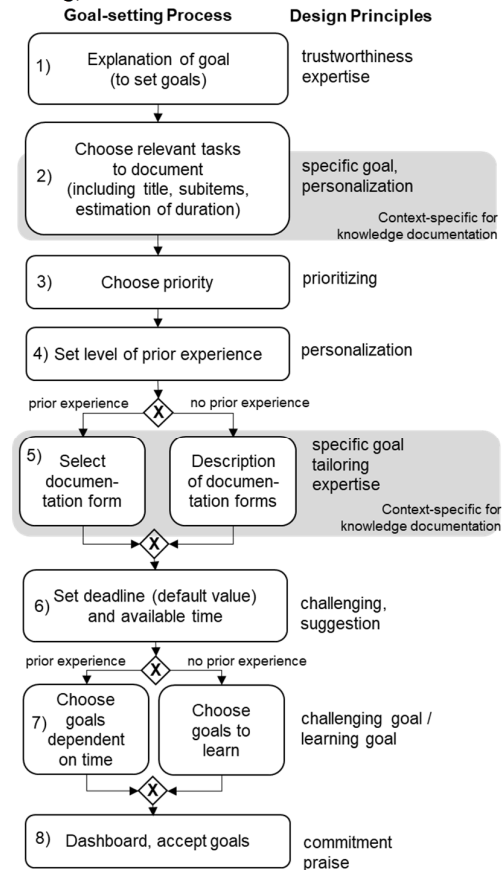 Goal-setting Process
Design Principles
1)
Explanation of goal
(to set goals)
trustworthiness
expertise
2)
Choose relevant tasks
to document
(including title, subitems,
estimation of duration)
specific goal,
personalization
Context-specific for
knowledge documentation
3)
Choose priority
prioritizing
4) Set level of prior experience
personalization
prior experience
X
no prior experience
5)
Select
documen-
tation form
Description
of documen-
tation forms
specific goal
tailoring
expertise
Context-specific for
knowledge documentation
X
6)
Set deadline (default value)
and available time
challenging,
suggestion
prior experience
X
no prior experience
7)
Choose
goals
dependent
on time
Choose
goals to
learn
challenging goal /
learning goal
X
8)
Dashboard, accept goals
commitment
praise